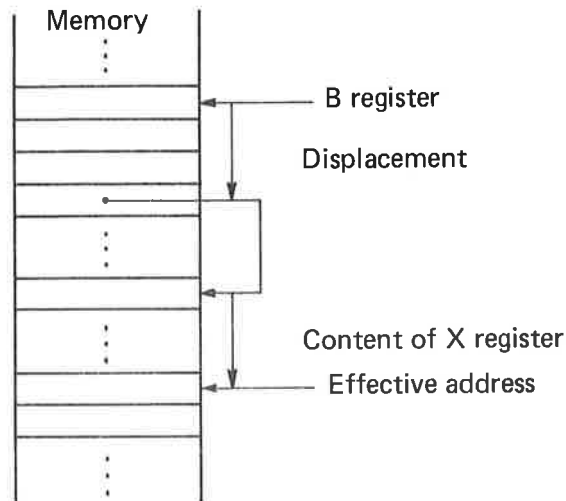 Memory
B register
Displacement
Content of X register
Effective address